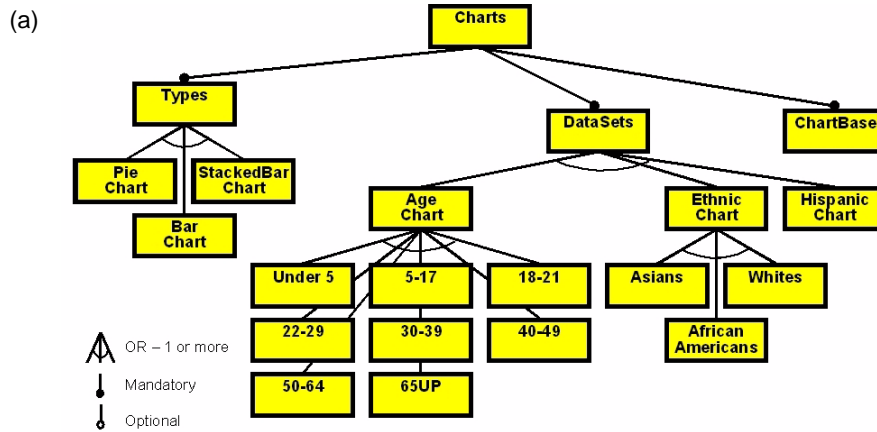 (a)
Charts
Types
DataSets
ChartBase
Pie
Chart
StackedBar
Chart
Bar
Chart
Age
Chart
Ethnic
Chart
Hispanic
Chart
Under 5
5-17
18-21
Asians
Whites
22-29
30-39
40-49
African
Americans
50-64
65UP
OR – 1 or more
Mandatory
Optional